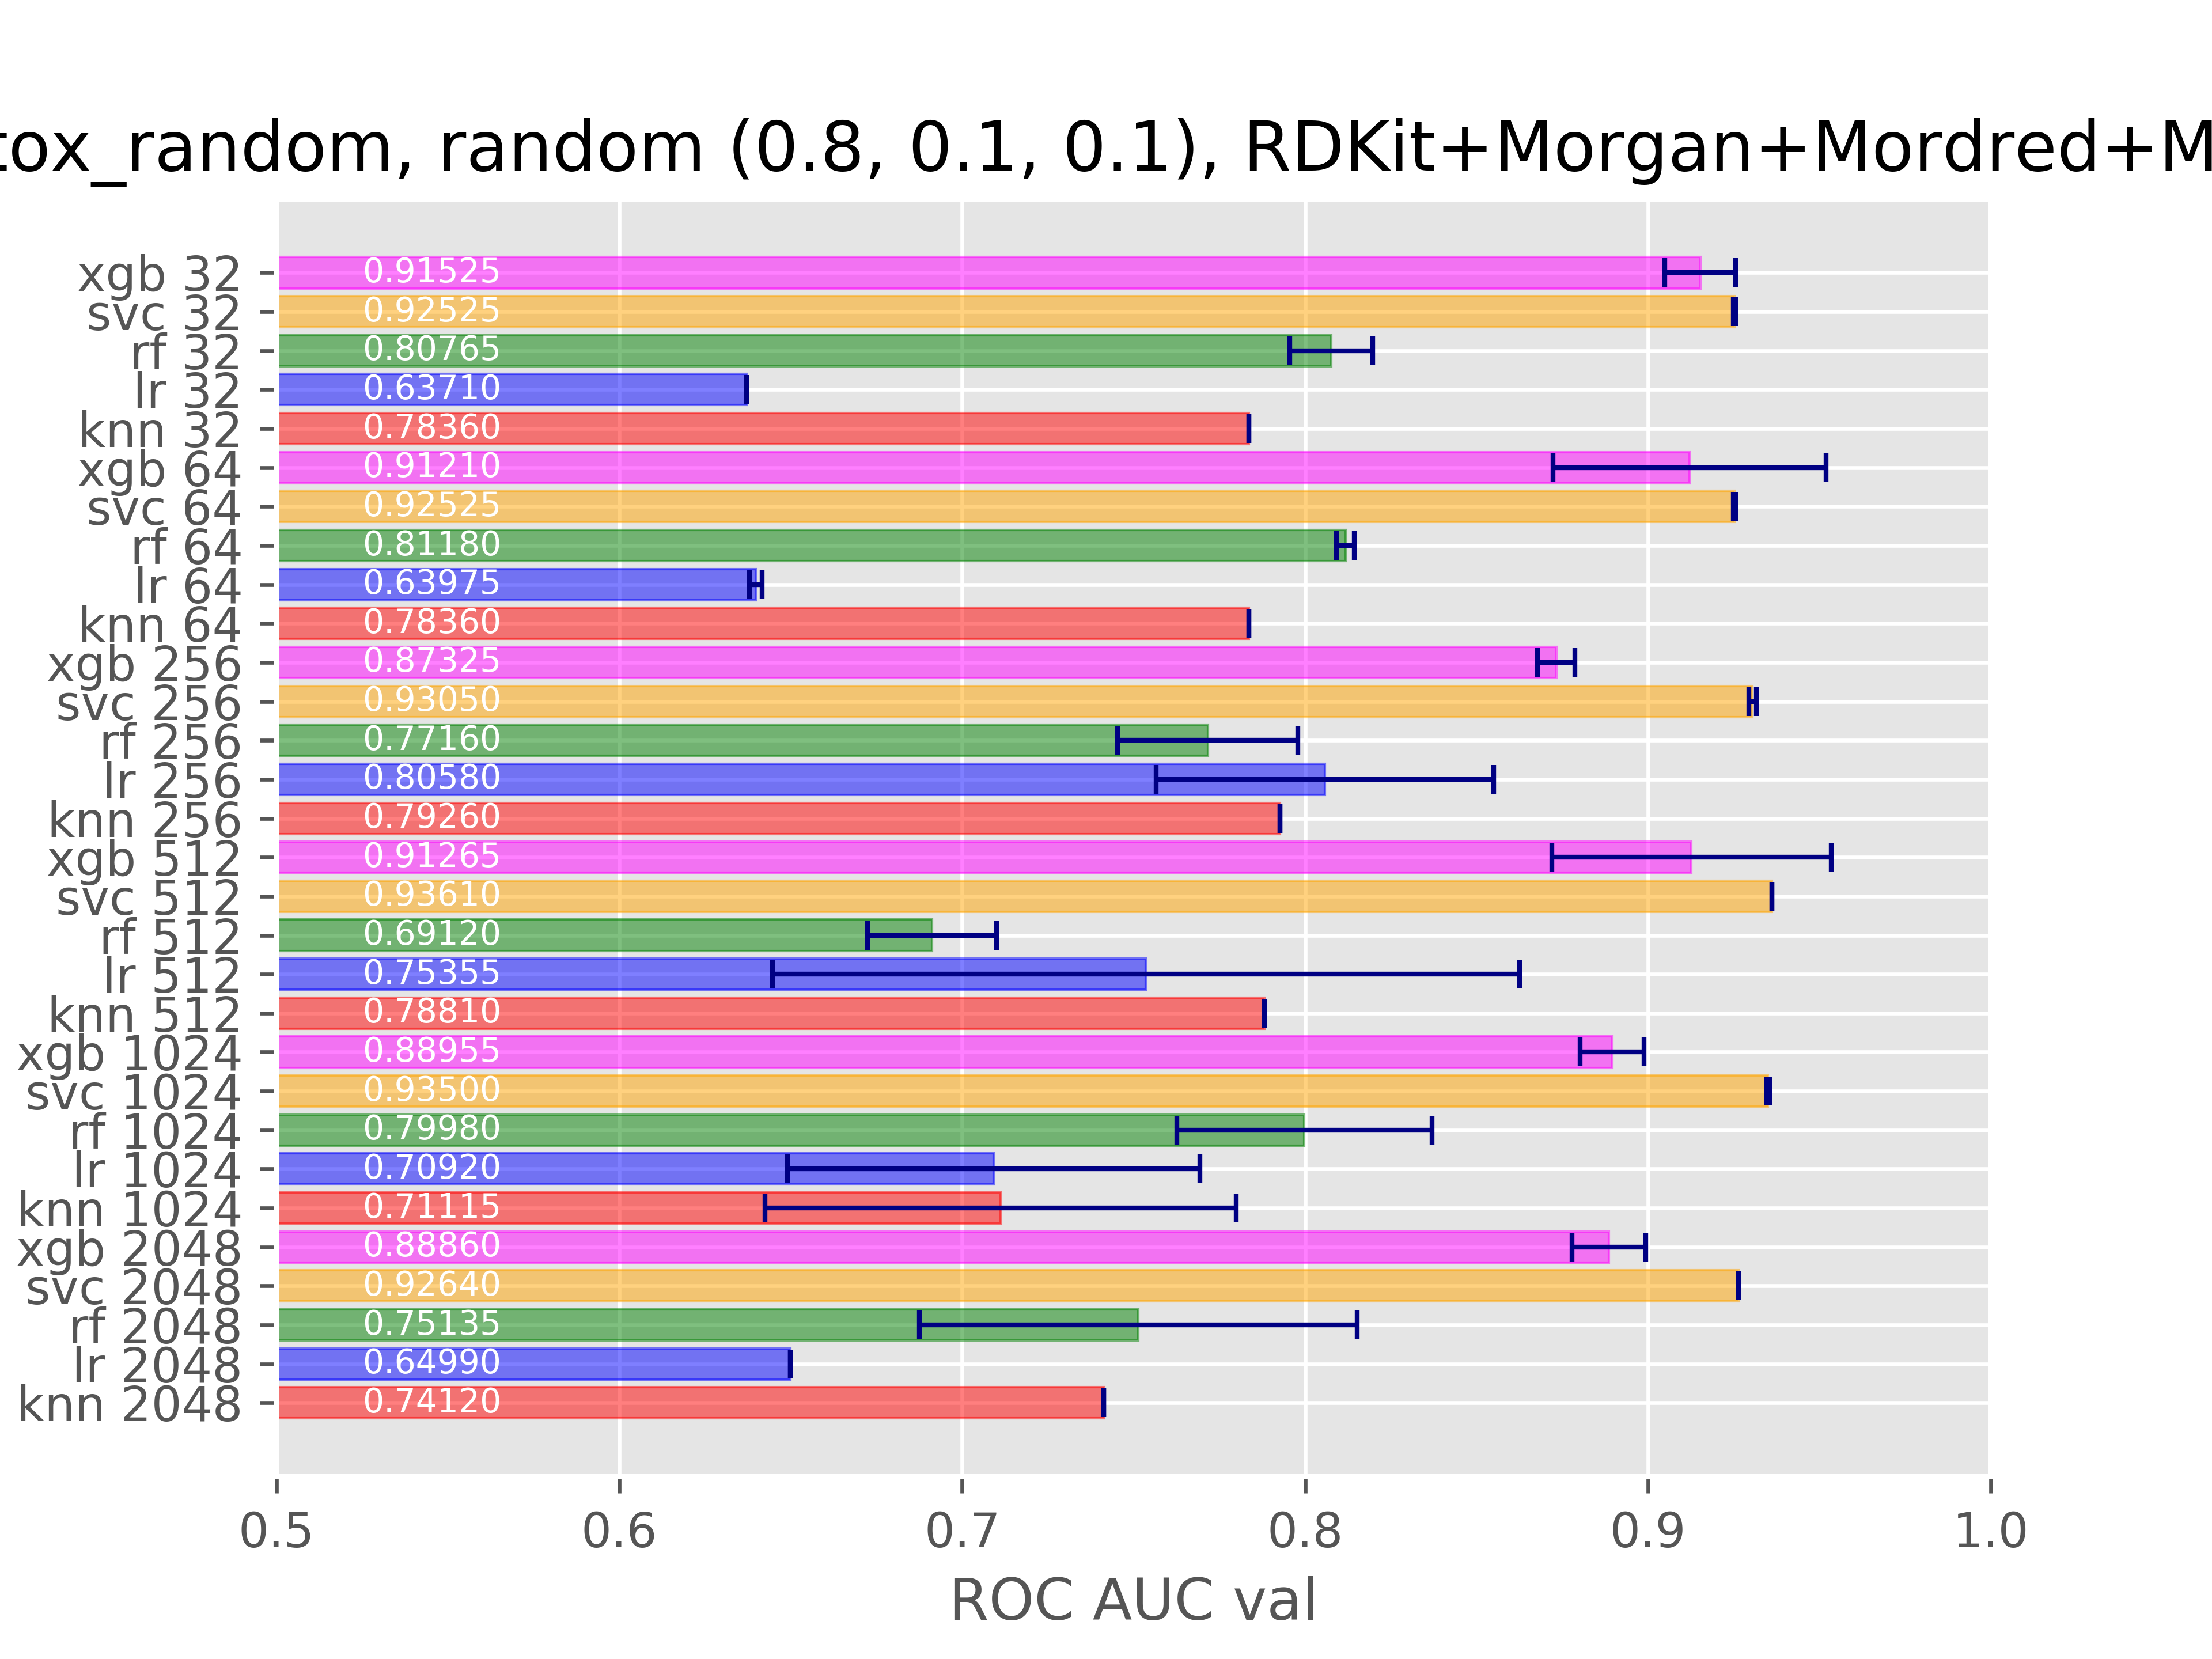 tox_random, random (0.8, 0.1, 0.1), RDKit+Morgan+Mordred+M
xgb 32 0.91525
svc 32 0.92525
rf 32 0.80765
lr 32 0.63710
knn 32 0.78360
xgb 64 0.91210
svc 64 0.92525
rf 64 0.81180
lr 64 0.63975
knn 64 0.78360
xgb 256 0.87325
svc 256 0.93050
rf 256 0.77160
lr 256 0.80580
knn 256 0.79260
xgb 512 0.91265
svc 512 0.93610
rf 512 0.69120
lr 512 0.75355
knn 512 0.78810
xgb 1024 0.88955
svc 1024 0.93500
rf 1024 0.79980
lr 1024 0.70920
knn 1024 0.71115
xgb 2048 0.88860
svc 2048 0.92640
rf 2048 0.75135
lr 2048 0.64990
knn 2048 0.74120
0.5 0.6 0.7 0.8 0.9 1.0
ROC AUC val